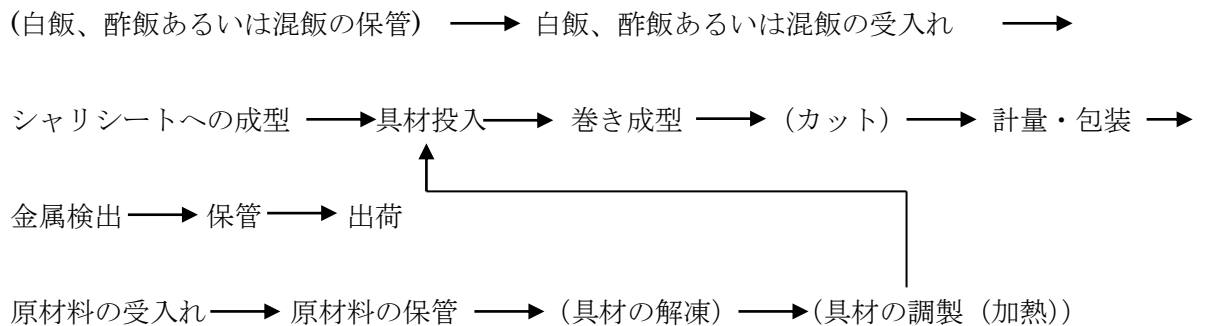 (白飯、酢飯あるいは混飯の保管) → 白飯、酢飯あるいは混飯の受入れ →
シャリシートへの成型 → 具材投入 → 巻き成型 → (カット) → 計量・包装 →
金属検出 → 保管 → 出荷
原材料の受入れ → 原材料の保管 → (具材の解凍) → (具材の調製(加熱))